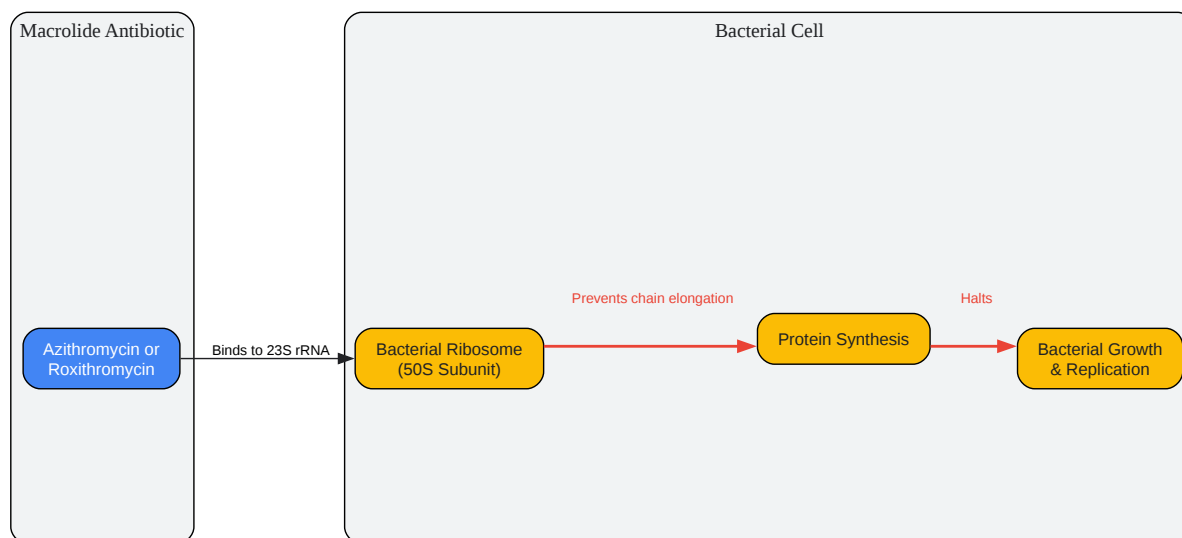 Macrolide Antibiotic
Bacterial Cell
Azithromycin or
Roxithromycin
Binds to 23S rRNA
Bacterial Ribosome
(50S Subunit)
Prevents chain elongation
Protein Synthesis
Halts
Bacterial Growth
& Replication